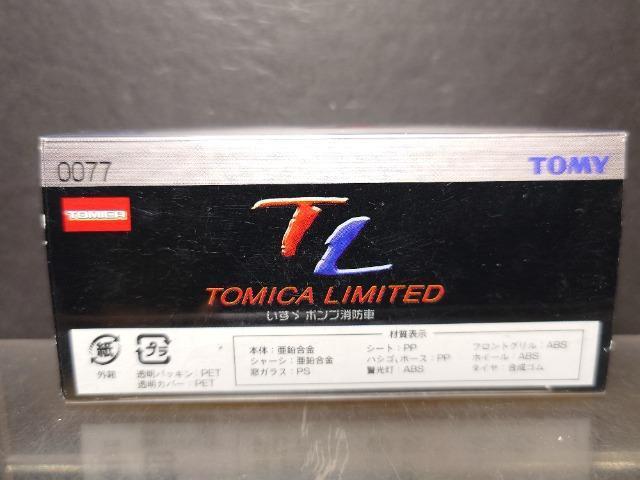 0077
TOMY
TOMICA
TL
TOMICA LIMITED
いすゞ ポンプ消防車
紙
外箱
プラ
透明パッキン:PET
透明カバー:PET
材質表示
本体:亜鉛合金
シャーシ:亜鉛合金
窓ガラス:PS
シート:PP
ハシゴ、ホース:PP
警光灯:ABS
フロントグリル:ABS
ホイール:ABS
タイヤ:合成ゴム